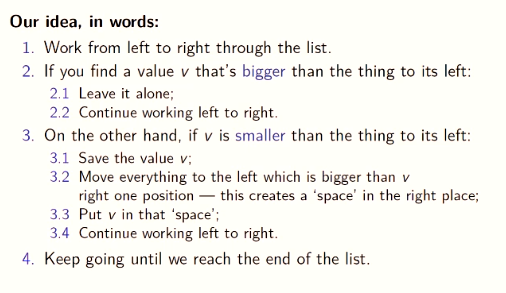 Our idea, in words:
1. Work from left to right through the list.
2. If you find a value v that's bigger than the thing to its left:
2.1 Leave it alone;
2.2 Continue working left to right.
3. On the other hand, if v is smaller than the thing to its left:
3.1 Save the value v;
3.2 Move everything to the left which is bigger than v
right one position — this creates a ‘space’ in the right place;
3.3 Put v in that ‘space’;
3.4 Continue working left to right.
4. Keep going until we reach the end of the list.